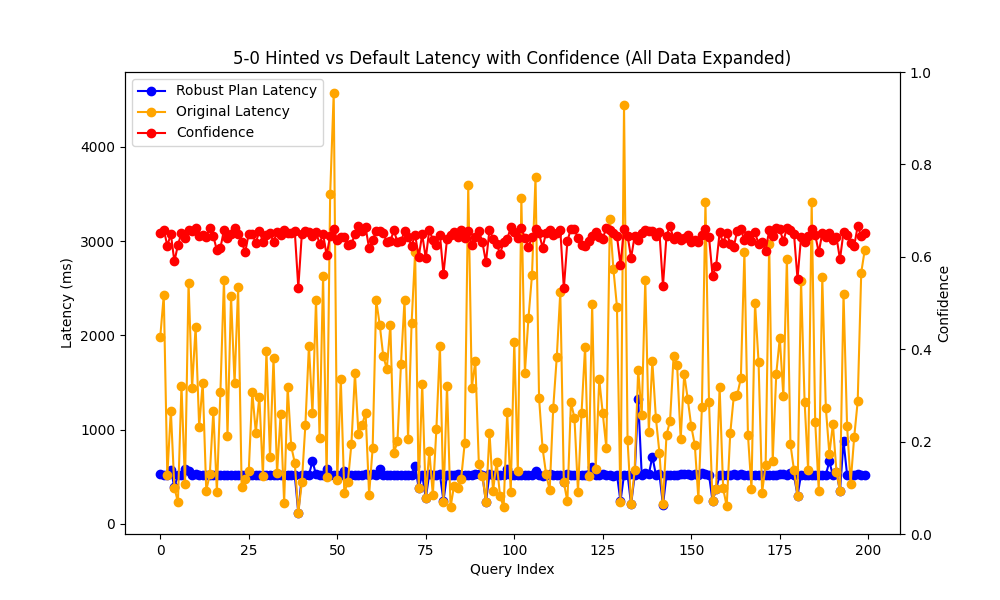 5-0 Hinted vs Default Latency with Confidence (All Data Expanded)
Robust Plan Latency
Original Latency
Confidence
Latency (ms)
4000
3000
2000
1000
0
1.0
0.8
0.6
0.4
0.2
0.0
Confidence
0 25 50 75 100 125 150 175 200
Query Index